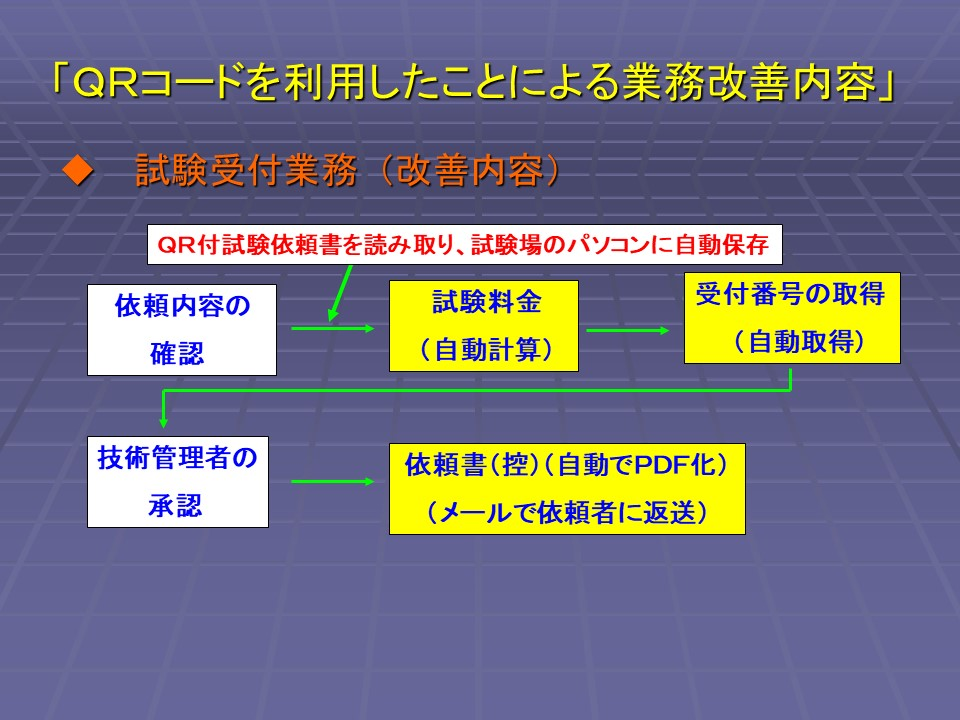 「QRコードを利用したことによる業務改善内容」
◆ 試験受付業務（改善内容）
QR付試験依頼書を読み取り、試験場のパソコンに自動保存
依頼内容の
確認
試験料金
（自動計算）
受付番号の取得
（自動取得）
技術管理者の
承認
依頼書（控）（自動でPDF化）
（メールで依頼者に返送）